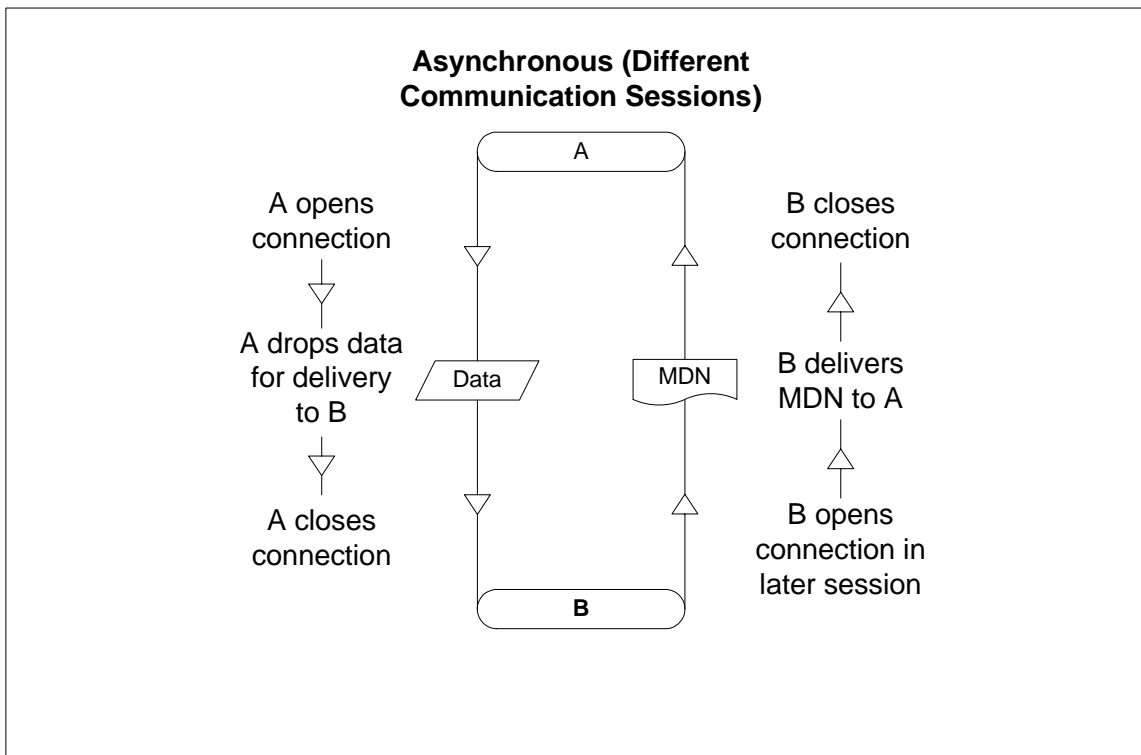 Asynchronous (Different
Communication Sessions)
A
A opens
connection
A drops data
for delivery
to B
A closes
connection
Data
MDN
B closes
connection
B delivers
MDN to A
B opens
connection in
later session
B